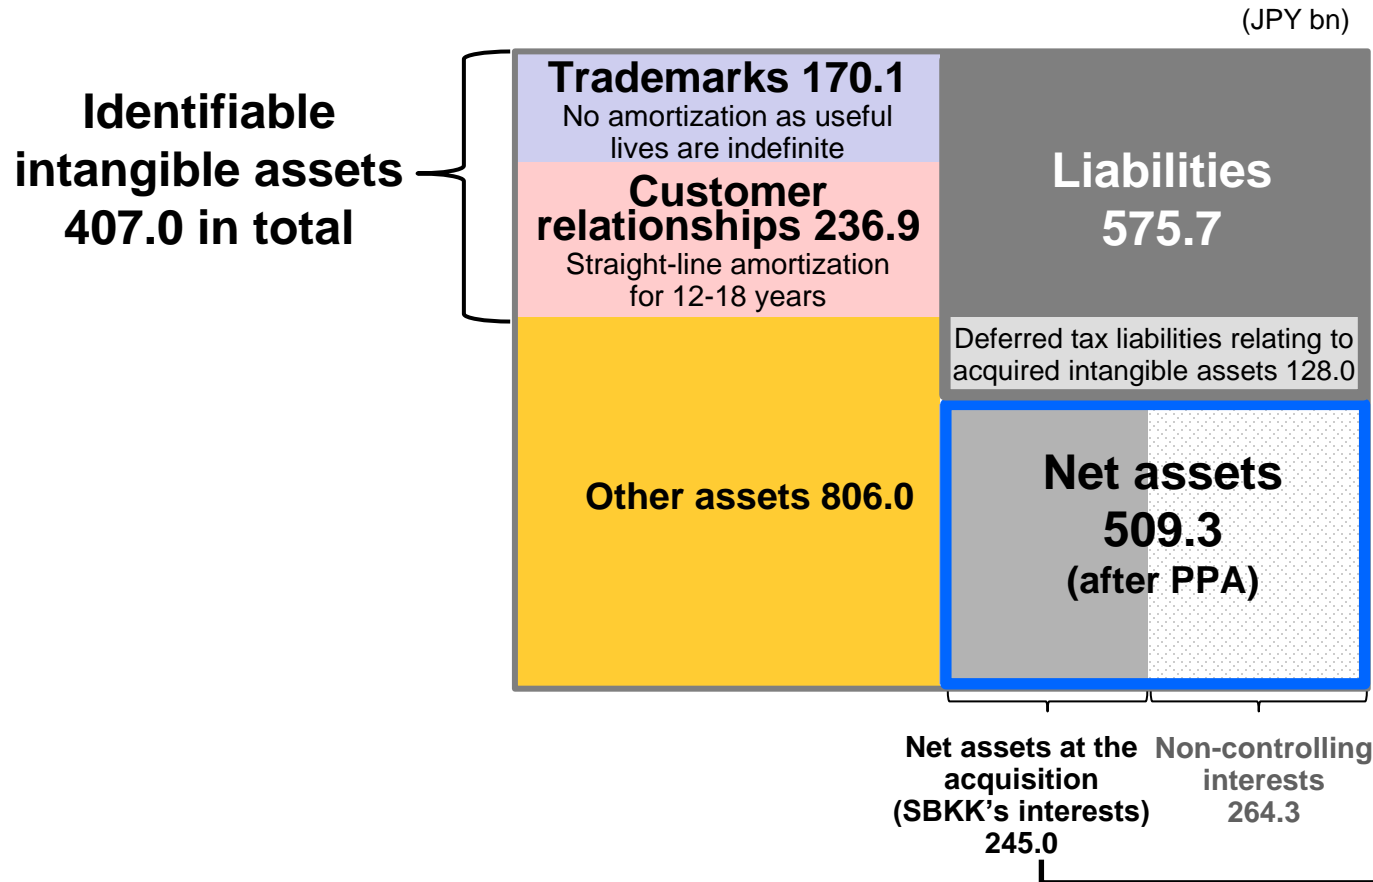 (JPY bn)
Identifiable
intangible assets
407.0 in total
Trademarks 170.1
No amortization as useful
lives are indefinite
Customer
relationships 236.9
Straight-line amortization
for 12-18 years
Other assets 806.0
Liabilities
575.7
Deferred tax liabilities relating to
acquired intangible assets 128.0
Net assets
509.3
(after PPA)
Net assets at the
acquisition
(SBKK’s interests)
245.0
Non-controlling
interests
264.3